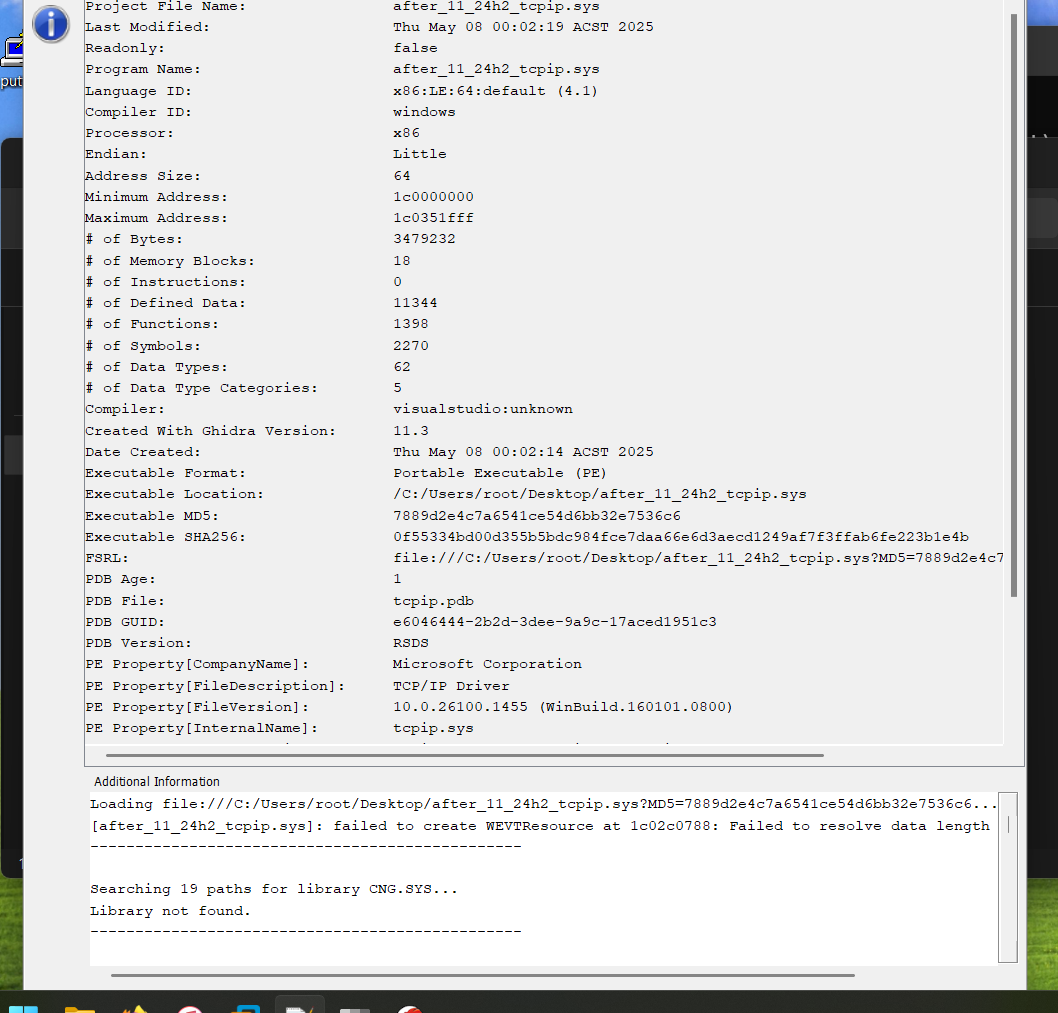 Project File Name: after_11_24h2_tcpip.sys
Last Modified: Thu May 08 00:02:19 ACST 2025
Readonly: false
Program Name: after_11_24h2_tcpip.sys
Language ID: x86:LE:64:default (4.1)
Compiler ID: windows
Processor: x86
Endian: Little
Address Size: 64
Minimum Address: 1c0000000
Maximum Address: 1c0351fff
# of Bytes: 3479232
# of Memory Blocks: 18
# of Instructions: 0
# of Defined Data: 11344
# of Functions: 1398
# of Symbols: 2270
# of Data Types: 62
# of Data Type Categories: 5
Compiler: visualstudio:unknown
Created With Ghidra Version: 11.3
Date Created: Thu May 08 00:02:14 ACST 2025
Executable Format: Portable Executable (PE)
Executable Location: /C:/Users/root/Desktop/after_11_24h2_tcpip.sys
Executable MD5: 7889d2e4c7a6541ce54d6bb32e7536c6
Executable SHA256: 0f55334bd00d355b5bdc984fce7daa66e6d3aecd1249af7f3ffab6fe223b1e4b
FSRL: file:///C:/Users/root/Desktop/after_11_24h2_tcpip.sys?MD5=7889d2e4c7
PDB Age: 1
PDB File: tcpip.pdb
PDB GUID: e6046444-2b2d-3dee-9a9c-17aced1951c3
PDB Version: RSDS
PE Property[CompanyName]: Microsoft Corporation
PE Property[FileDescription]: TCP/IP Driver
PE Property[FileVersion]: 10.0.26100.1455 (WinBuild.160101.0800)
PE Property[InternalName]: tcpip.sys
Additional Information
Loading file:///C:/Users/root/Desktop/after_11_24h2_tcpip.sys?MD5=7889d2e4c7a6541ce54d6bb32e7536c6...
[after_11_24h2_tcpip.sys]: failed to create WEVTResource at 1c02c0788: Failed to resolve data length
------------------------------------------------
Searching 19 paths for library CNG.SYS...
Library not found.
------------------------------------------------
put